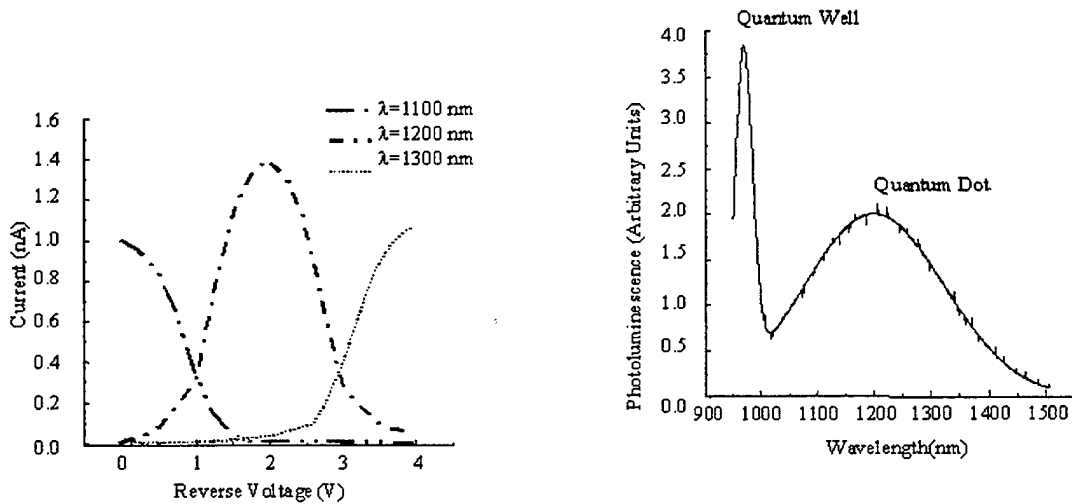 λ=1100 nm
λ=1200 nm
λ=1300 nm
1.6
1.4
1.2
1.0
0.8
0.6
0.4
0.2
0.0
Current (nA)
0 1 2 3 4
Reverse Voltage (V)
Quantum Well
Quantum Dot
4.0
3.5
3.0
2.5
2.0
1.5
1.0
0.5
0.0
Photoluminescence (Arbitrary Units)
900 1000 1100 1200 1300 1400 1500
Wavelength(nm)